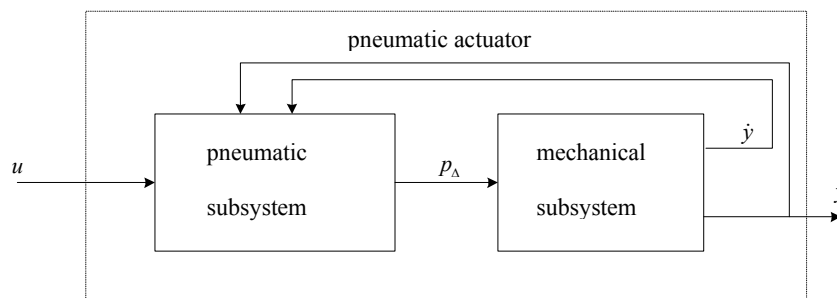 pneumatic actuator
pneumatic
subsystem
mechanical
subsystem
u
p_Δ
ẏ